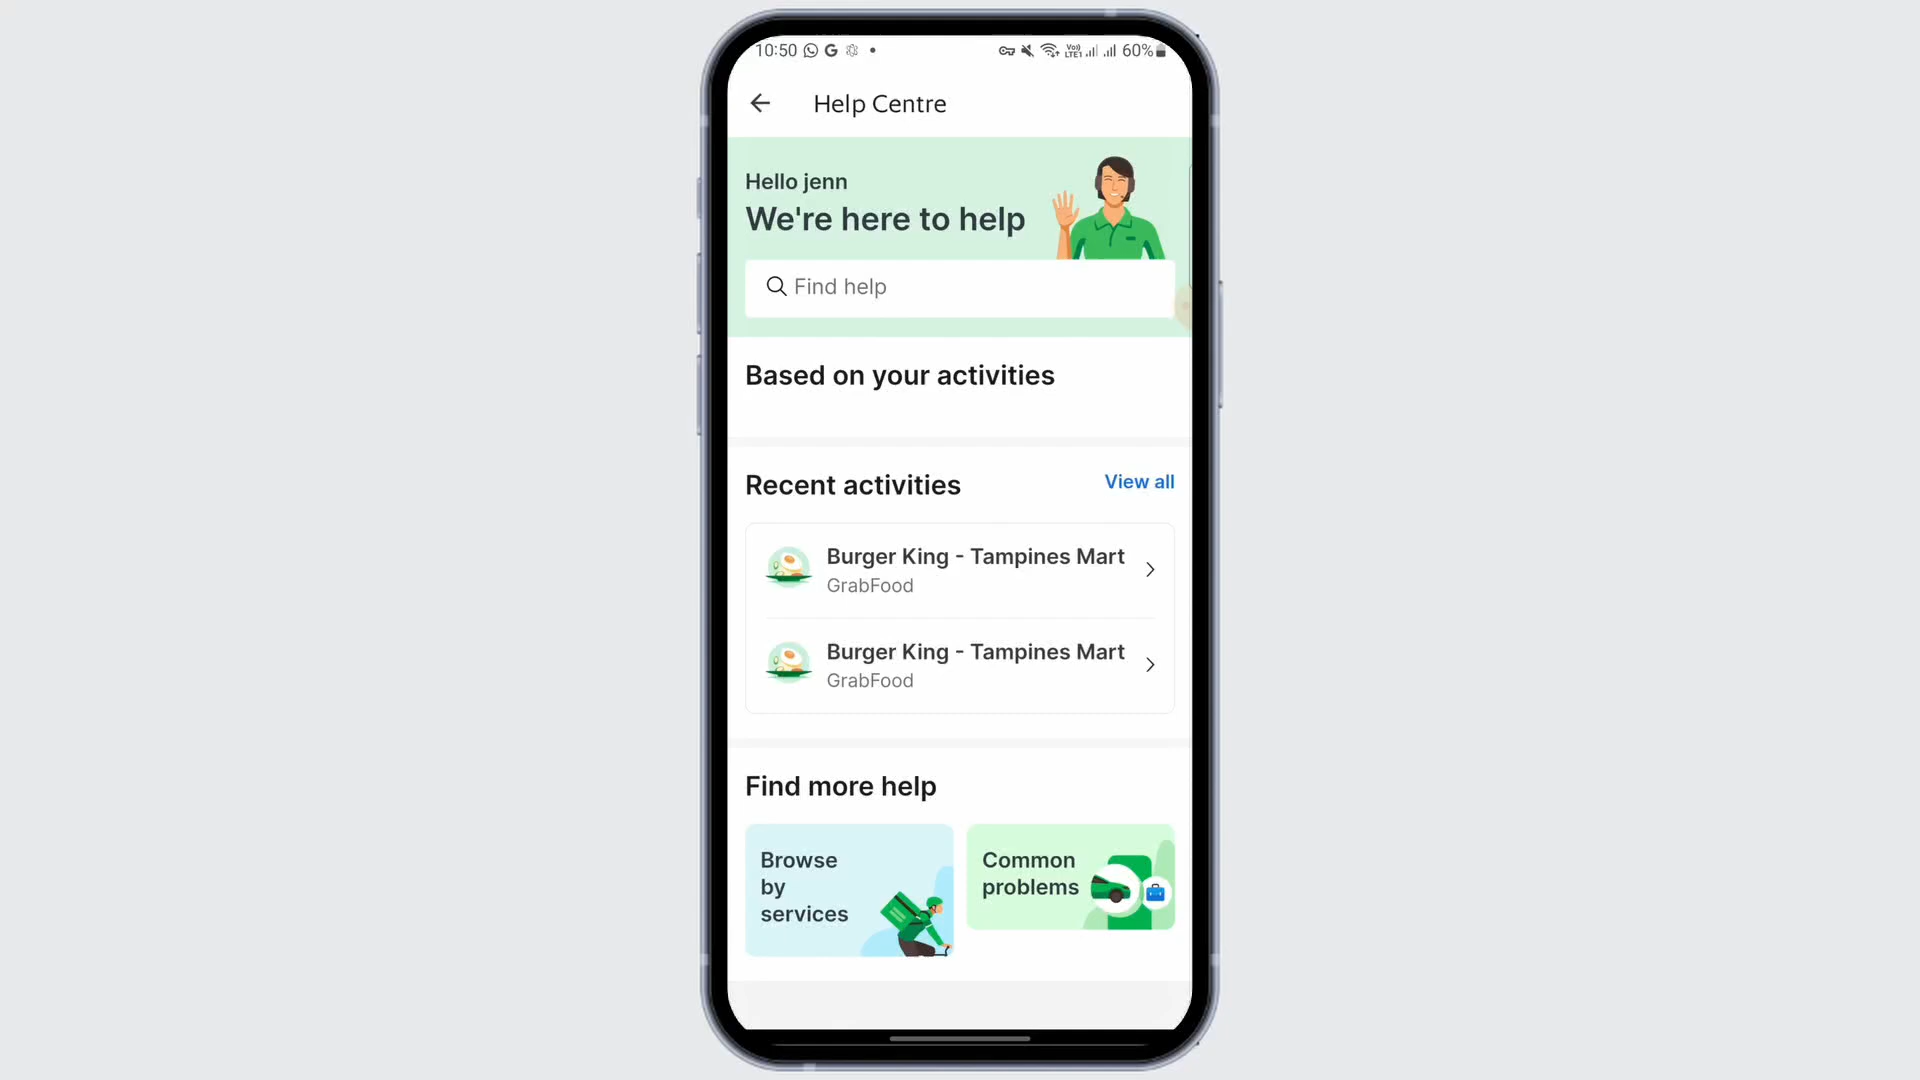 10:50 60%
Help Centre
Hello jenn
We're here to help
Find help
Based on your activities
Recent activities View all
Burger King - Tampines Mart
GrabFood
Burger King - Tampines Mart
GrabFood
Find more help
Browse
by
services
Common
problems